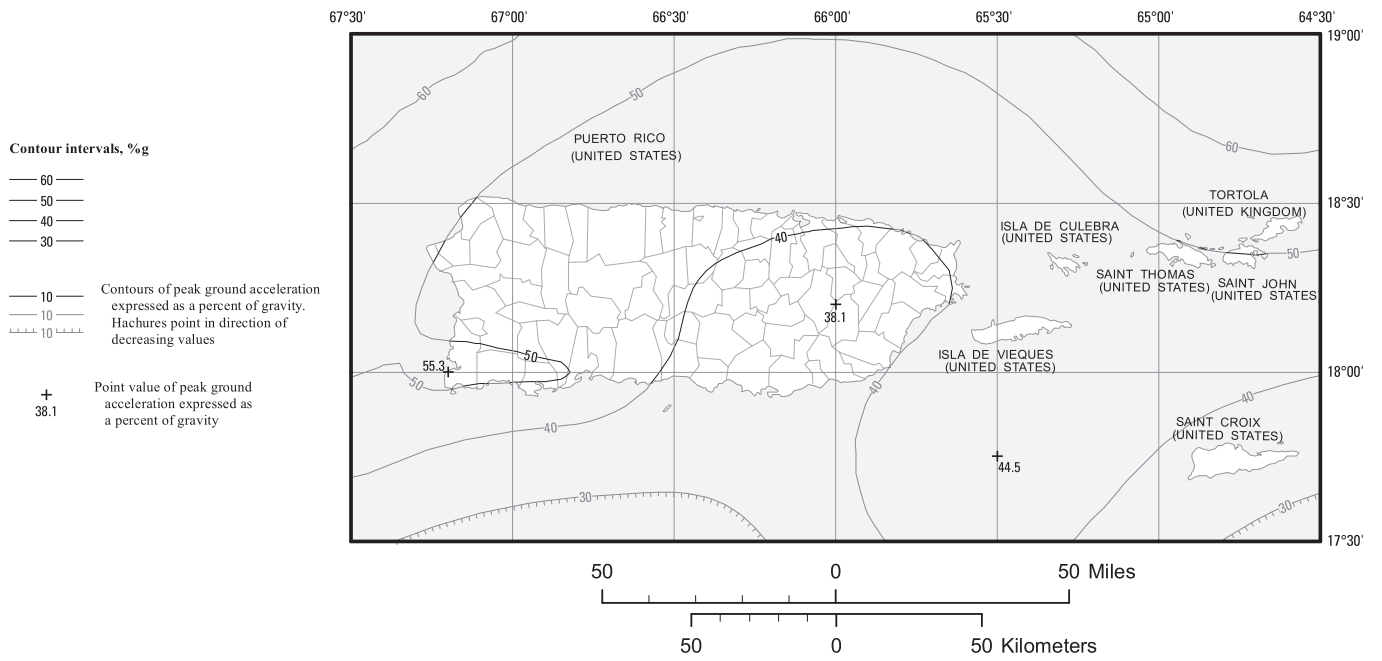 67°30'
67°00'
66°30'
66°00'
65°30'
65°00'
64°30'
19°00'
60
50
PUERTO RICO
(UNITED STATES)
60
Contour intervals, %g
60
50
40
30
10
Contours of peak ground acceleration
expressed as a percent of gravity.
10
Hachures point in direction of
10
decreasing values
Point value of peak ground
acceleration expressed as
38.1
a percent of gravity
18°30'
TORTOLA
(UNITED KINGDOM)
ISLA DE CULEBRA
(UNITED STATES)
40
50
SAINT THOMAS
(UNITED STATES)
SAINT JOHN
(UNITED STATES
38.1
50
55.3
50
ISLA DE VIEQUES
(UNITED STATES)
18°00'
40
40
40
SAINT CROIX
(UNITED STATES)
44.5
30
30
17°30'
50
0
50 Miles
50
0
50 Kilometers